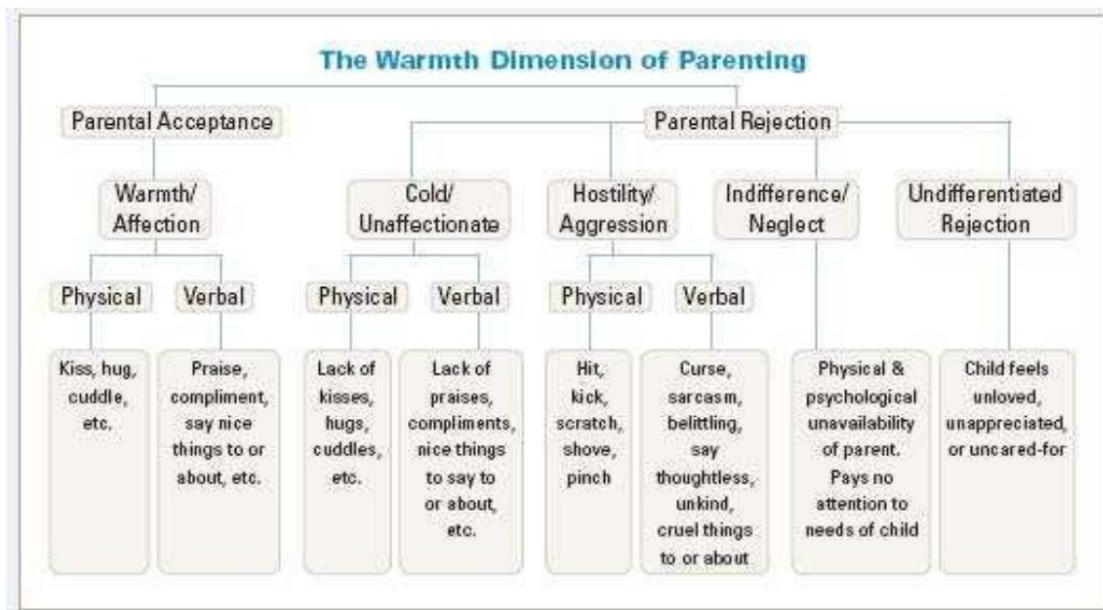 The Warmth Dimension of Parenting
Parental Acceptance
Parental Rejection
Warmth/
Affection
Cold/
Unaffectionate
Hostility/
Aggression
Indifference/
Neglect
Undifferentiated
Rejection
Physical
Verbal
Physical
Verbal
Physical
Verbal
Kiss, hug,
cuddle,
etc.
Praise,
compliment,
say nice
things to or
about, etc.
Lack of
kisses,
hugs,
cuddles,
etc.
Lack of
praises,
compliments,
nice things
to say to
or about,
etc.
Hit,
kick,
scratch,
shove,
pinch
Curse,
sarcasm,
belittling,
say
thoughtless,
unkind,
cruel things
to or about
Physical &
psychological
unavailability
of parent.
Pays no
attention to
needs of child
Child feels
unloved,
unappreciated,
or uncared-for